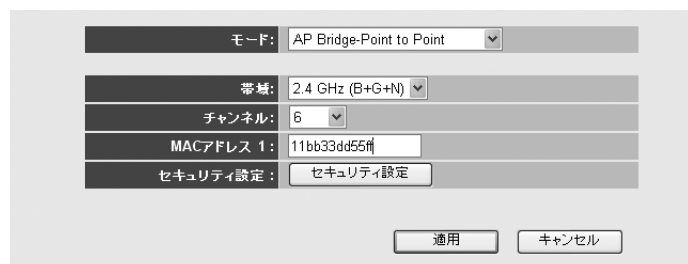 モード: AP Bridge-Point to Point
帯域: 2.4 GHz (B+G+N)
チャンネル: 6
MACアドレス 1: 11bb33dd55ff
セキュリティ設定: セキュリティ設定
適用 キャンセル